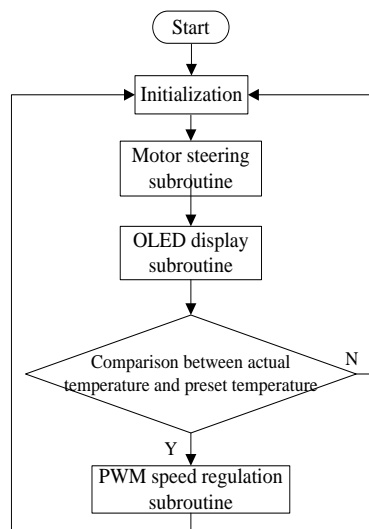 Start
Initialization
Motor steering
subroutine
OLED display
subroutine
Comparison between actual
temperature and preset temperature
N
Y
PWM speed regulation
subroutine